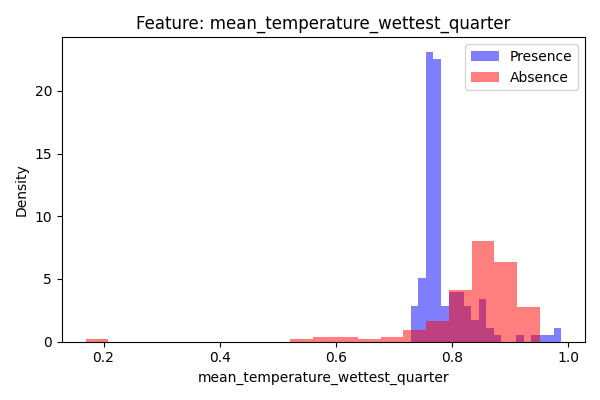 Feature: mean_temperature_wettest_quarter
Presence
Absence
Density
20
15
10
5
0
0.2 0.4 0.6 0.8 1.0
mean_temperature_wettest_quarter